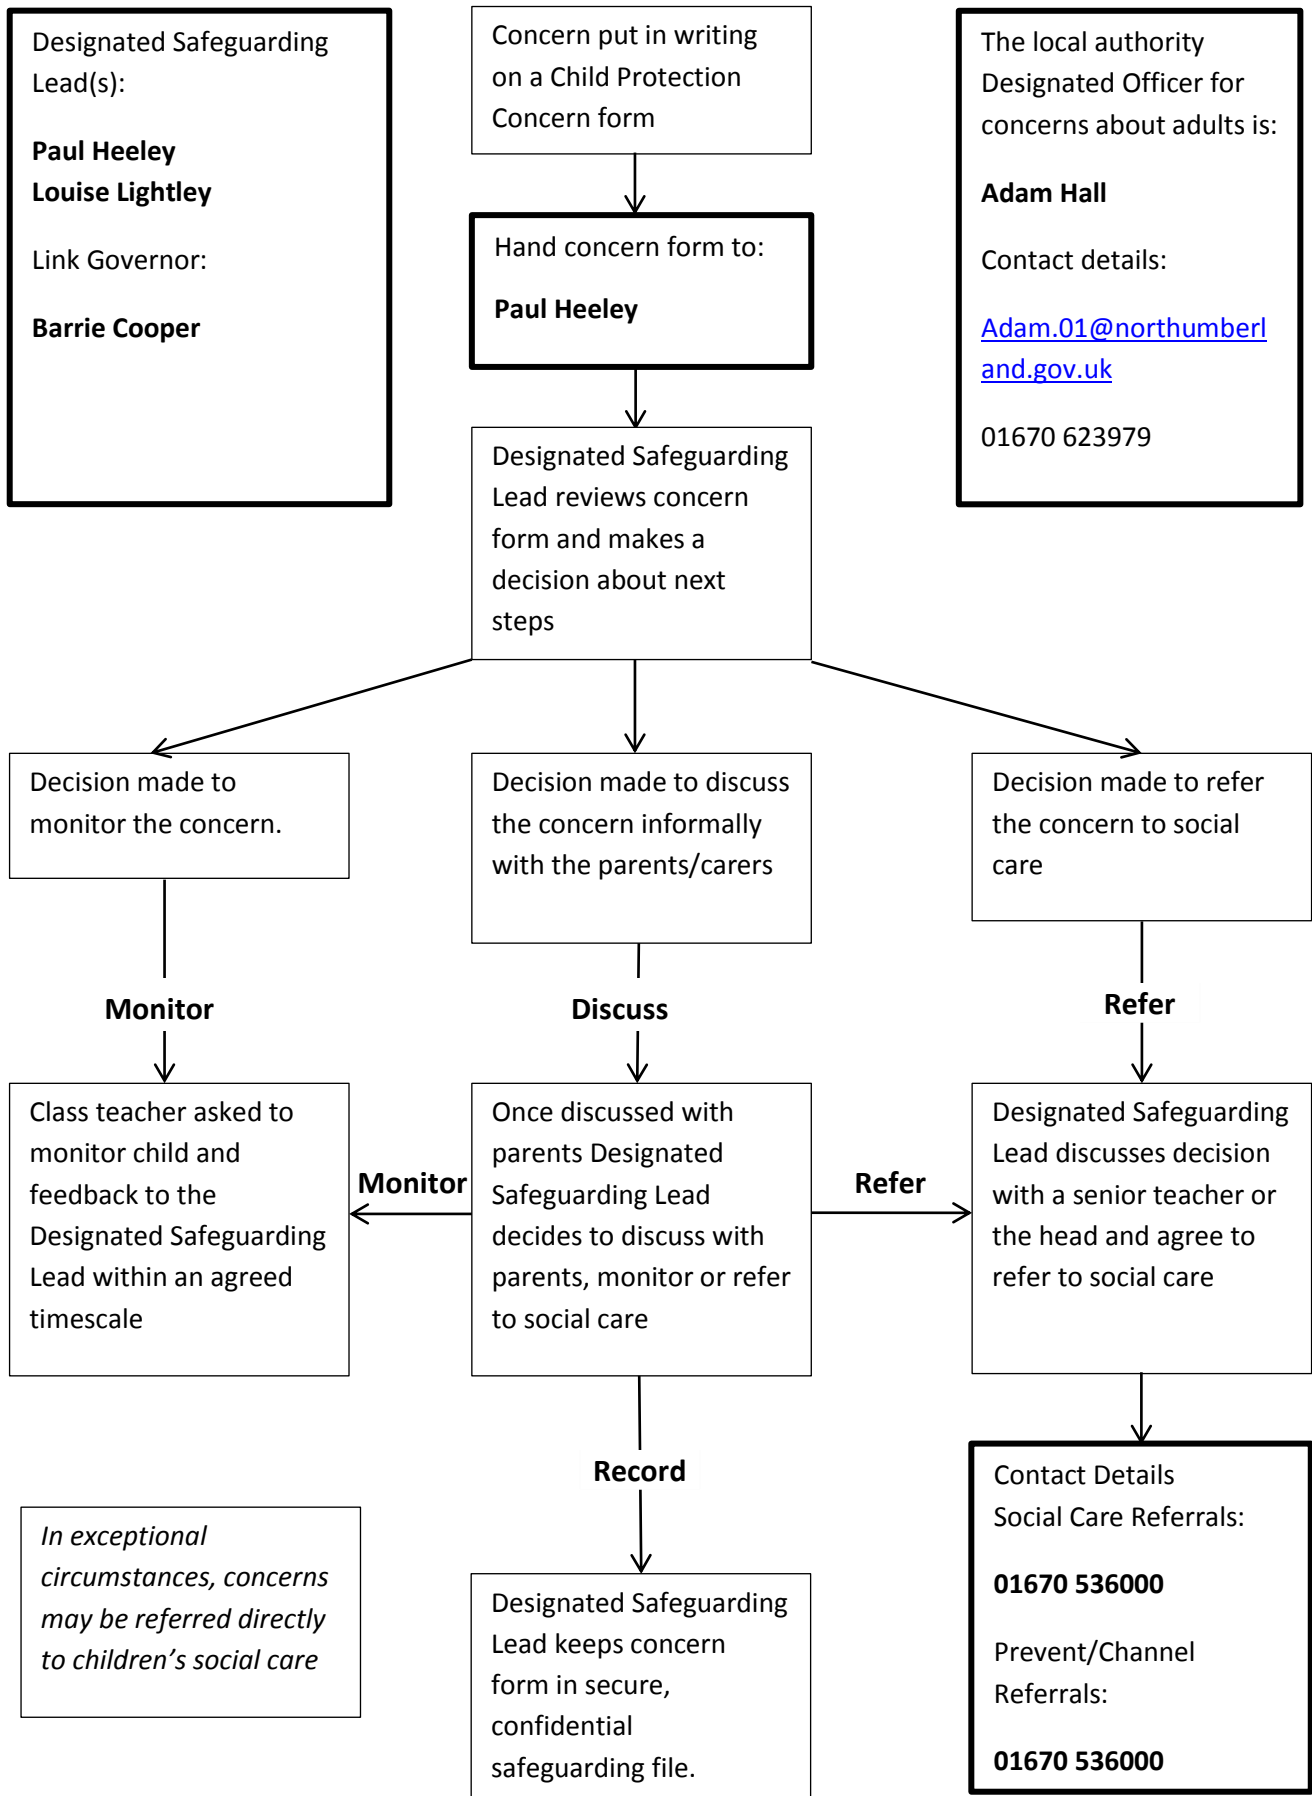 Designated Safeguarding
Lead(s):
Paul Heeley
Louise Lightley
Link Governor:
Barrie Cooper
Concern put in writing
on a Child Protection
Concern form
The local authority
Designated Officer for
concerns about adults is:
Adam Hall
Contact details:
Adam.01@northumberl
and.gov.uk
01670 623979
Hand concern form to:
Paul Heeley
Designated Safeguarding
Lead reviews concern
form and makes a
decision about next
steps
Decision made to
monitor the concern.
Decision made to discuss
the concern informally
with the parents/carers
Decision made to refer
the concern to social
care
Monitor
Discuss
Refer
Class teacher asked to
monitor child and
feedback to the
Designated Safeguarding
Lead within an agreed
timescale
Monitor
Once discussed with
parents Designated
Safeguarding Lead
decides to discuss with
parents, monitor or refer
to social care
Refer
Designated Safeguarding
Lead discusses decision
with a senior teacher or
the head and agree to
refer to social care
Record
In exceptional
circumstances, concerns
may be referred directly
to children’s social care
Designated Safeguarding
Lead keeps concern
form in secure,
confidential
safeguarding file.
Contact Details
Social Care Referrals:
01670 536000
Prevent/Channel
Referrals:
01670 536000